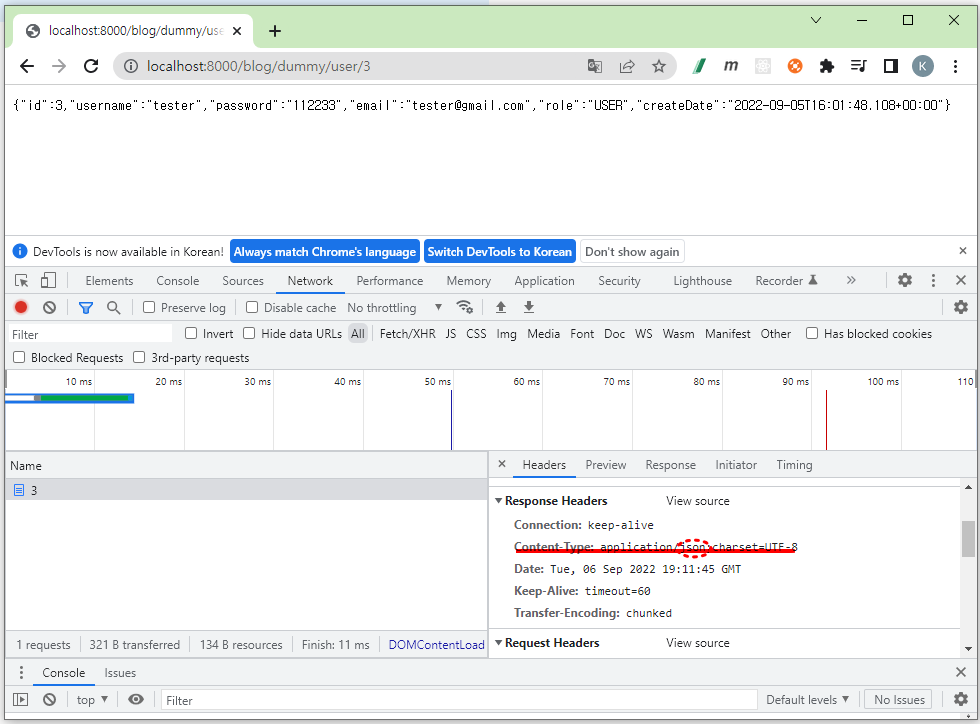 localhost:8000/blog/dummy/use
localhost:8000/blog/dummy/user/3
m
K
{"id":3,"username":"tester","password":"112233","email":"tester@gmail.com","role":"USER","createDate":"2022-09-05T16:01:48.108+00:00"}
DevTools is now available in Korean! Always match Chrome's language Switch DevTools to Korean Don't show again
Elements Console Sources Network Performance Memory Application Security Lighthouse Recorder
Preserve log Disable cache No throttling
Filter Invert Hide data URLs All Fetch/XHR JS CSS Img Media Font Doc WS Wasm Manifest Other Has blocked cookies
Blocked Requests 3rd-party requests
10 ms 20 ms 30 ms 40 ms 50 ms 60 ms 70 ms 80 ms 90 ms 100 ms 110
Name
3
Headers Preview Response Initiator Timing
Response Headers View source
Connection: keep-alive
Content-Type: application/json;charset=UTF-8
Date: Tue, 06 Sep 2022 19:11:45 GMT
Keep-Alive: timeout=60
Transfer-Encoding: chunked
Request Headers View source
1 requests 321 B transferred 134 B resources Finish: 11 ms DOMContentLoad
Console Issues
top Filter Default levels No Issues